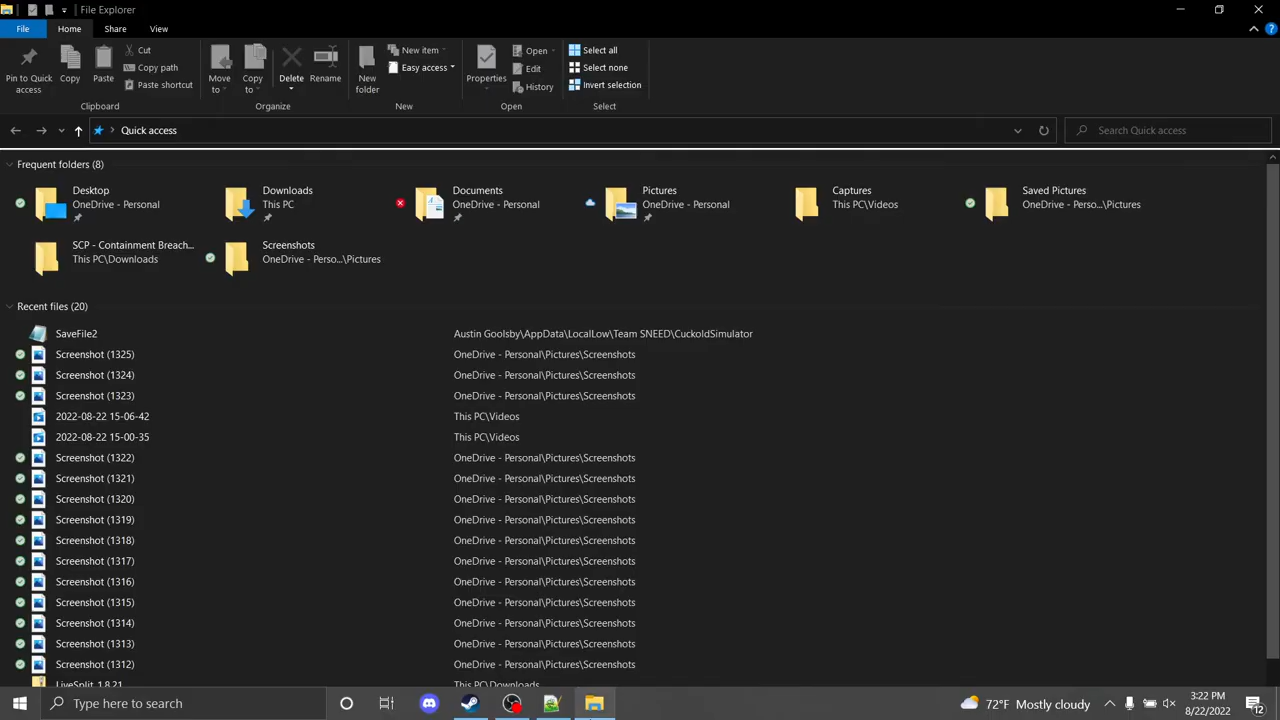 File Explorer
File Home Share View
Pin to Quick access
Copy
Paste
Cut
Copy path
Paste shortcut
Clipboard
Move to
Copy to
Delete
Rename
Organize
New folder
New item
Easy access
New
Properties
Open
Edit
History
Open
Select all
Select none
Invert selection
Select
Quick access
Search Quick access
Frequent folders (8)
Desktop
OneDrive - Personal
Downloads
This PC
Documents
OneDrive - Personal
Pictures
OneDrive - Personal
Captures
This PC\Videos
Saved Pictures
OneDrive - Perso...\Pictures
SCP - Containment Breach...
This PC\Downloads
Screenshots
OneDrive - Perso...\Pictures
Recent files (20)
SaveFile2 Austin Goolsby\AppData\LocalLow\Team SNEED\CuckoldSimulator
Screenshot (1325) OneDrive - Personal\Pictures\Screenshots
Screenshot (1324) OneDrive - Personal\Pictures\Screenshots
Screenshot (1323) OneDrive - Personal\Pictures\Screenshots
2022-08-22 15-06-42 This PC\Videos
2022-08-22 15-00-35 This PC\Videos
Screenshot (1322) OneDrive - Personal\Pictures\Screenshots
Screenshot (1321) OneDrive - Personal\Pictures\Screenshots
Screenshot (1320) OneDrive - Personal\Pictures\Screenshots
Screenshot (1319) OneDrive - Personal\Pictures\Screenshots
Screenshot (1318) OneDrive - Personal\Pictures\Screenshots
Screenshot (1317) OneDrive - Personal\Pictures\Screenshots
Screenshot (1316) OneDrive - Personal\Pictures\Screenshots
Screenshot (1315) OneDrive - Personal\Pictures\Screenshots
Screenshot (1314) OneDrive - Personal\Pictures\Screenshots
Screenshot (1313) OneDrive - Personal\Pictures\Screenshots
Screenshot (1312) OneDrive - Personal\Pictures\Screenshots
LiveSplit_1.8.21 This PC\Downloads
Type here to search
72°F Mostly cloudy
3:22 PM
8/22/2022
12